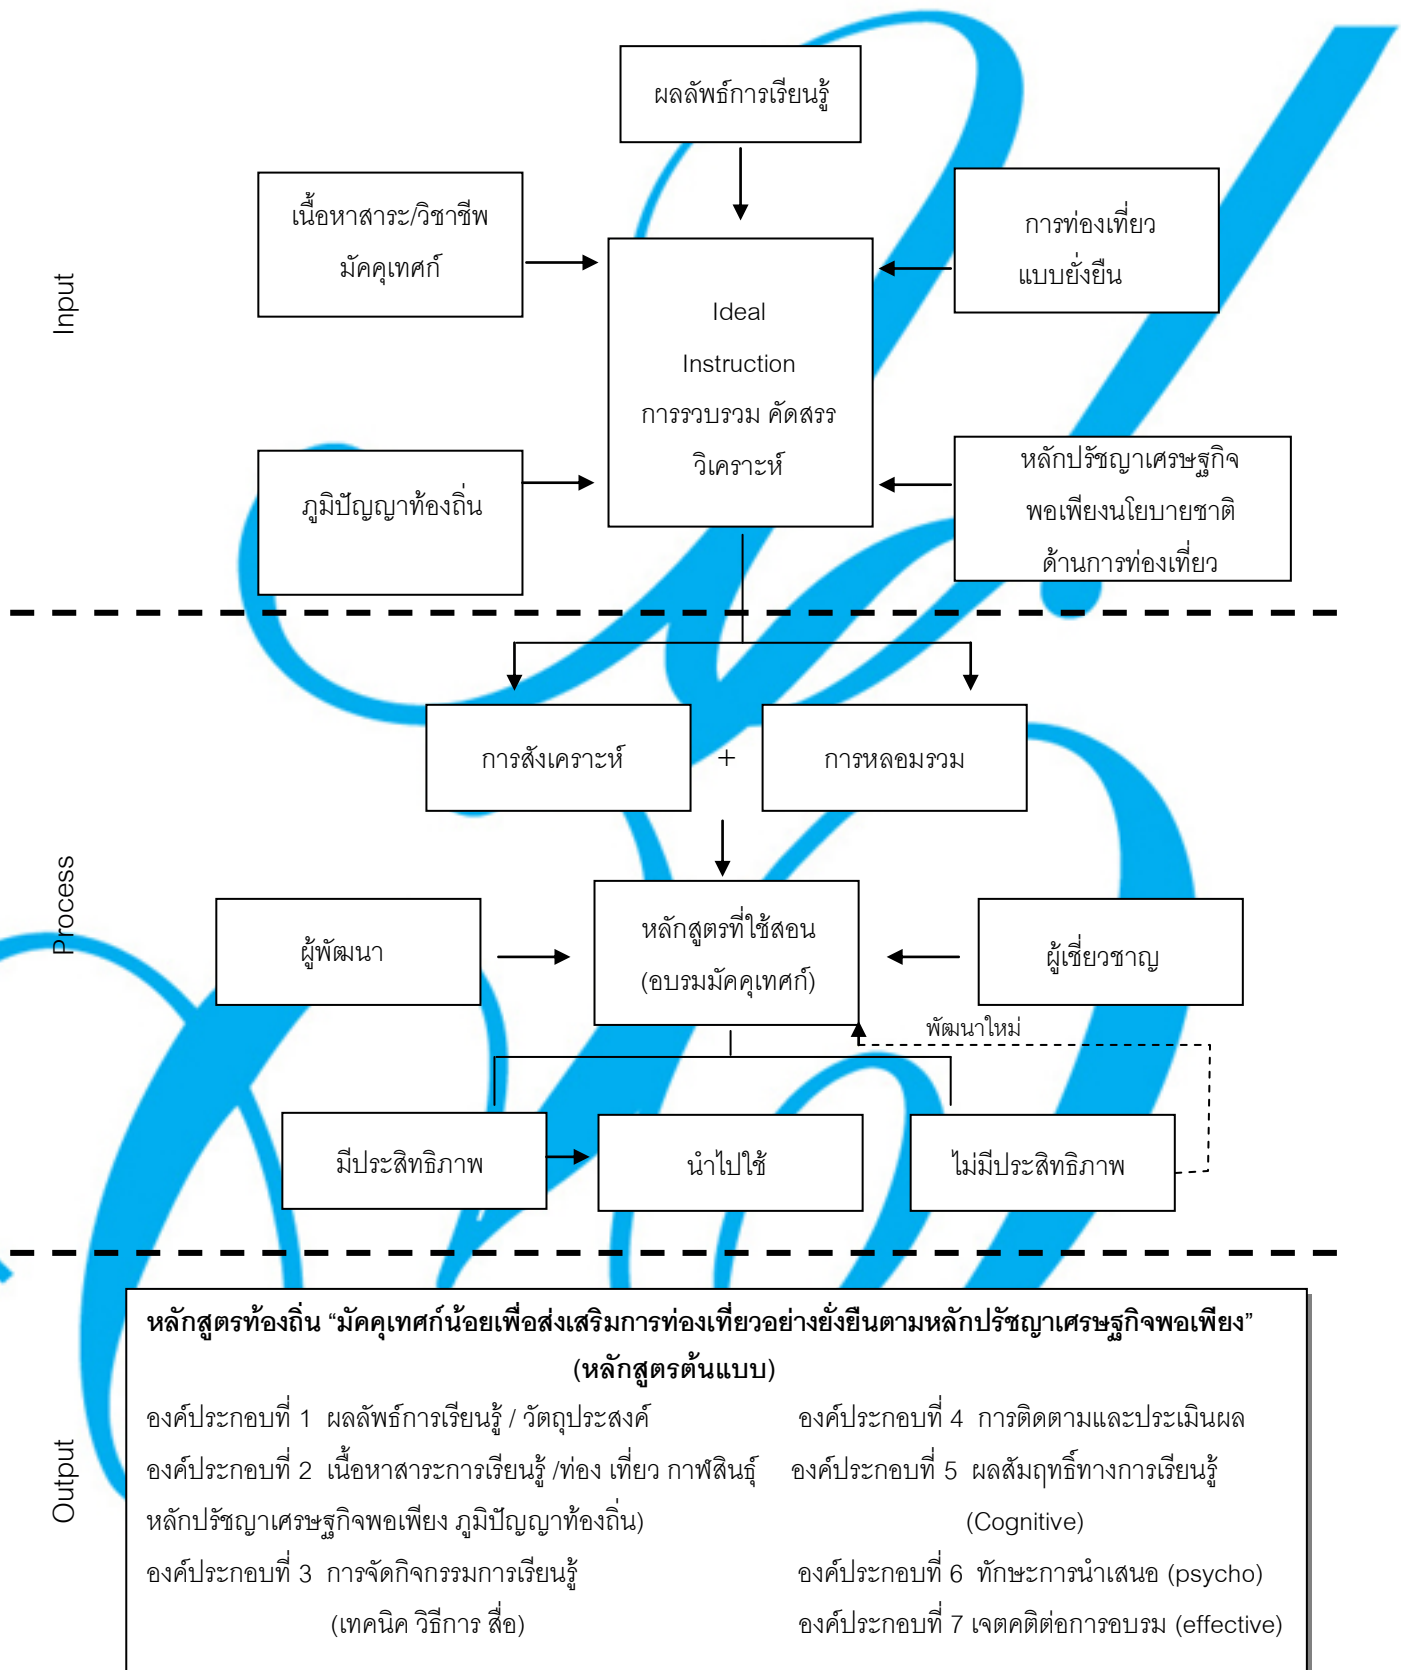 ผลลัพธ์การเรียนรู้
เนื้อหาสาระ/วิชาชีพ
มัคคุเทศก์
การท่องเที่ยว
แบบยั่งยืน
Input
Ideal
Instruction
การรวบรวม คัดสรร
วิเคราะห์
ภูมิปัญญาท้องถิ่น
หลักปรัชญาเศรษฐกิจ
พอเพียงนโยบายชาติ
ด้านการท่องเที่ยว
การสังเคราะห์
+
การหลอมรวม
Process
ผู้พัฒนา
หลักสูตรที่ใช้สอน
(อบรมมัคคุเทศก์)
ผู้เชี่ยวชาญ
พัฒนาใหม่
มีประสิทธิภาพ
นำไปใช้
ไม่มีประสิทธิภาพ
Output
หลักสูตรท้องถิ่น “มัคคุเทศก์น้อยเพื่อส่งเสริมการท่องเที่ยวอย่างยั่งยืนตามหลักปรัชญาเศรษฐกิจพอเพียง”
(หลักสูตรต้นแบบ)
องค์ประกอบที่ 1 ผลลัพธ์การเรียนรู้ / วัตถุประสงค์
องค์ประกอบที่ 2 เนื้อหาสาระการเรียนรู้ /ท่อง เที่ยว กาฬสินธุ์
หลักปรัชญาเศรษฐกิจพอเพียง ภูมิปัญญาท้องถิ่น)
องค์ประกอบที่ 3 การจัดกิจกรรมการเรียนรู้
(เทคนิค วิธีการ สื่อ)
องค์ประกอบที่ 4 การติดตามและประเมินผล
องค์ประกอบที่ 5 ผลสัมฤทธิ์ทางการเรียนรู้
(Cognitive)
องค์ประกอบที่ 6 ทักษะการนำเสนอ (psycho)
องค์ประกอบที่ 7 เจตคติต่อการอบรม (effective)